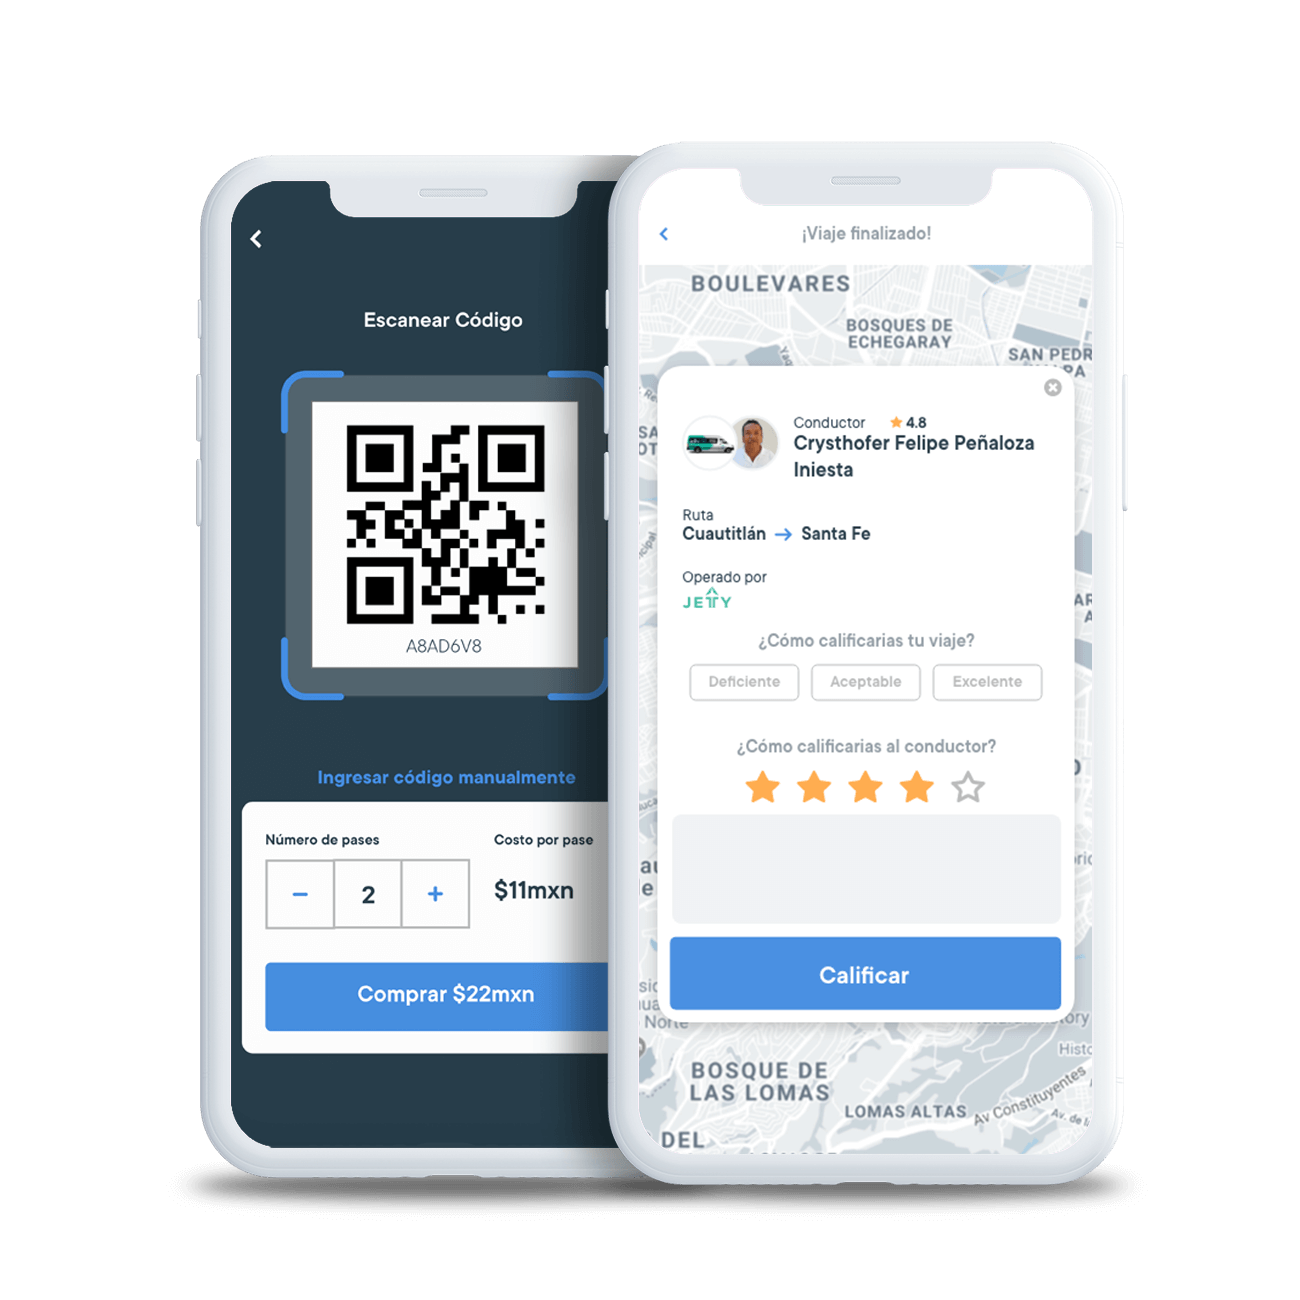 Escanear Código
A8AD6V8
Ingresar código manualmente
Número de pases
Costo por pase
2
$11mxn
Comprar $22mxn
¡Viaje finalizado!
BOULEVARES
BOSQUES DE
ECHEGARAY
SAN PEDR
Conductor
4.8
Crysthofer Felipe Peñaloza
Iniesta
Ruta
Cuautitlán → Santa Fe
Operado por
JETTY
¿Cómo calificarias tu viaje?
Deficiente
Aceptable
Excelente
¿Cómo calificarias al conductor?
Calificar
Norte
BOSQUE DE
LAS LOMAS
LOMAS ALTAS
Av Constituyentes
Av. de
DEL